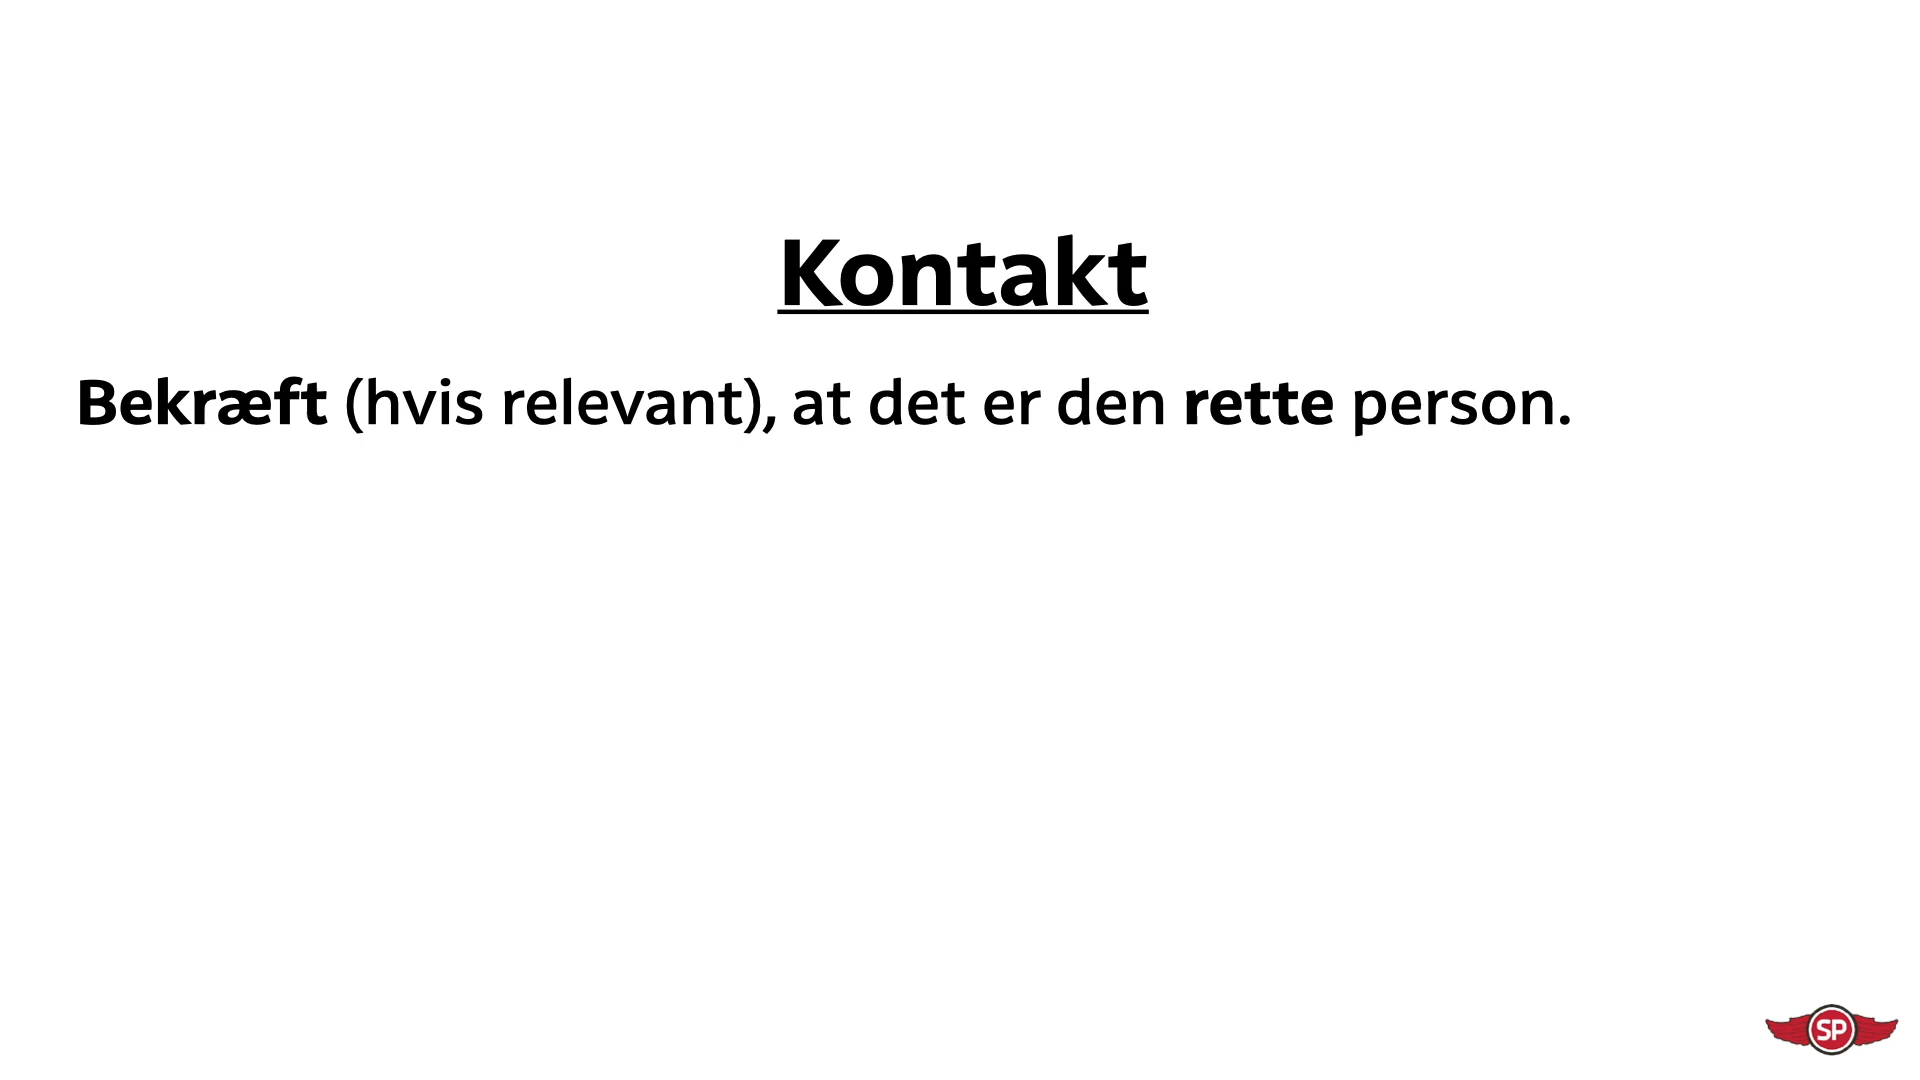 Kontakt
Bekræft (hvis relevant), at det er den rette person.
SP